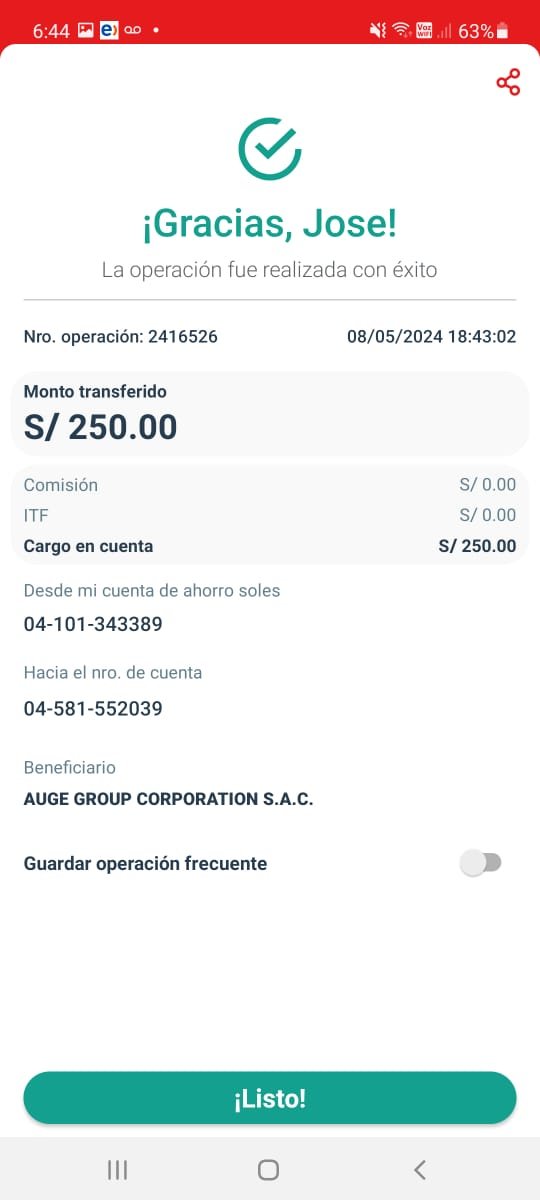 6:44 63%
¡Gracias, Jose!
La operación fue realizada con éxito
Nro. operación: 2416526 08/05/2024 18:43:02
Monto transferido
S/ 250.00
Comisión S/ 0.00
ITF S/ 0.00
Cargo en cuenta S/ 250.00
Desde mi cuenta de ahorro soles
04-101-343389
Hacia el nro. de cuenta
04-581-552039
Beneficiario
AUGE GROUP CORPORATION S.A.C.
Guardar operación frecuente
¡Listo!